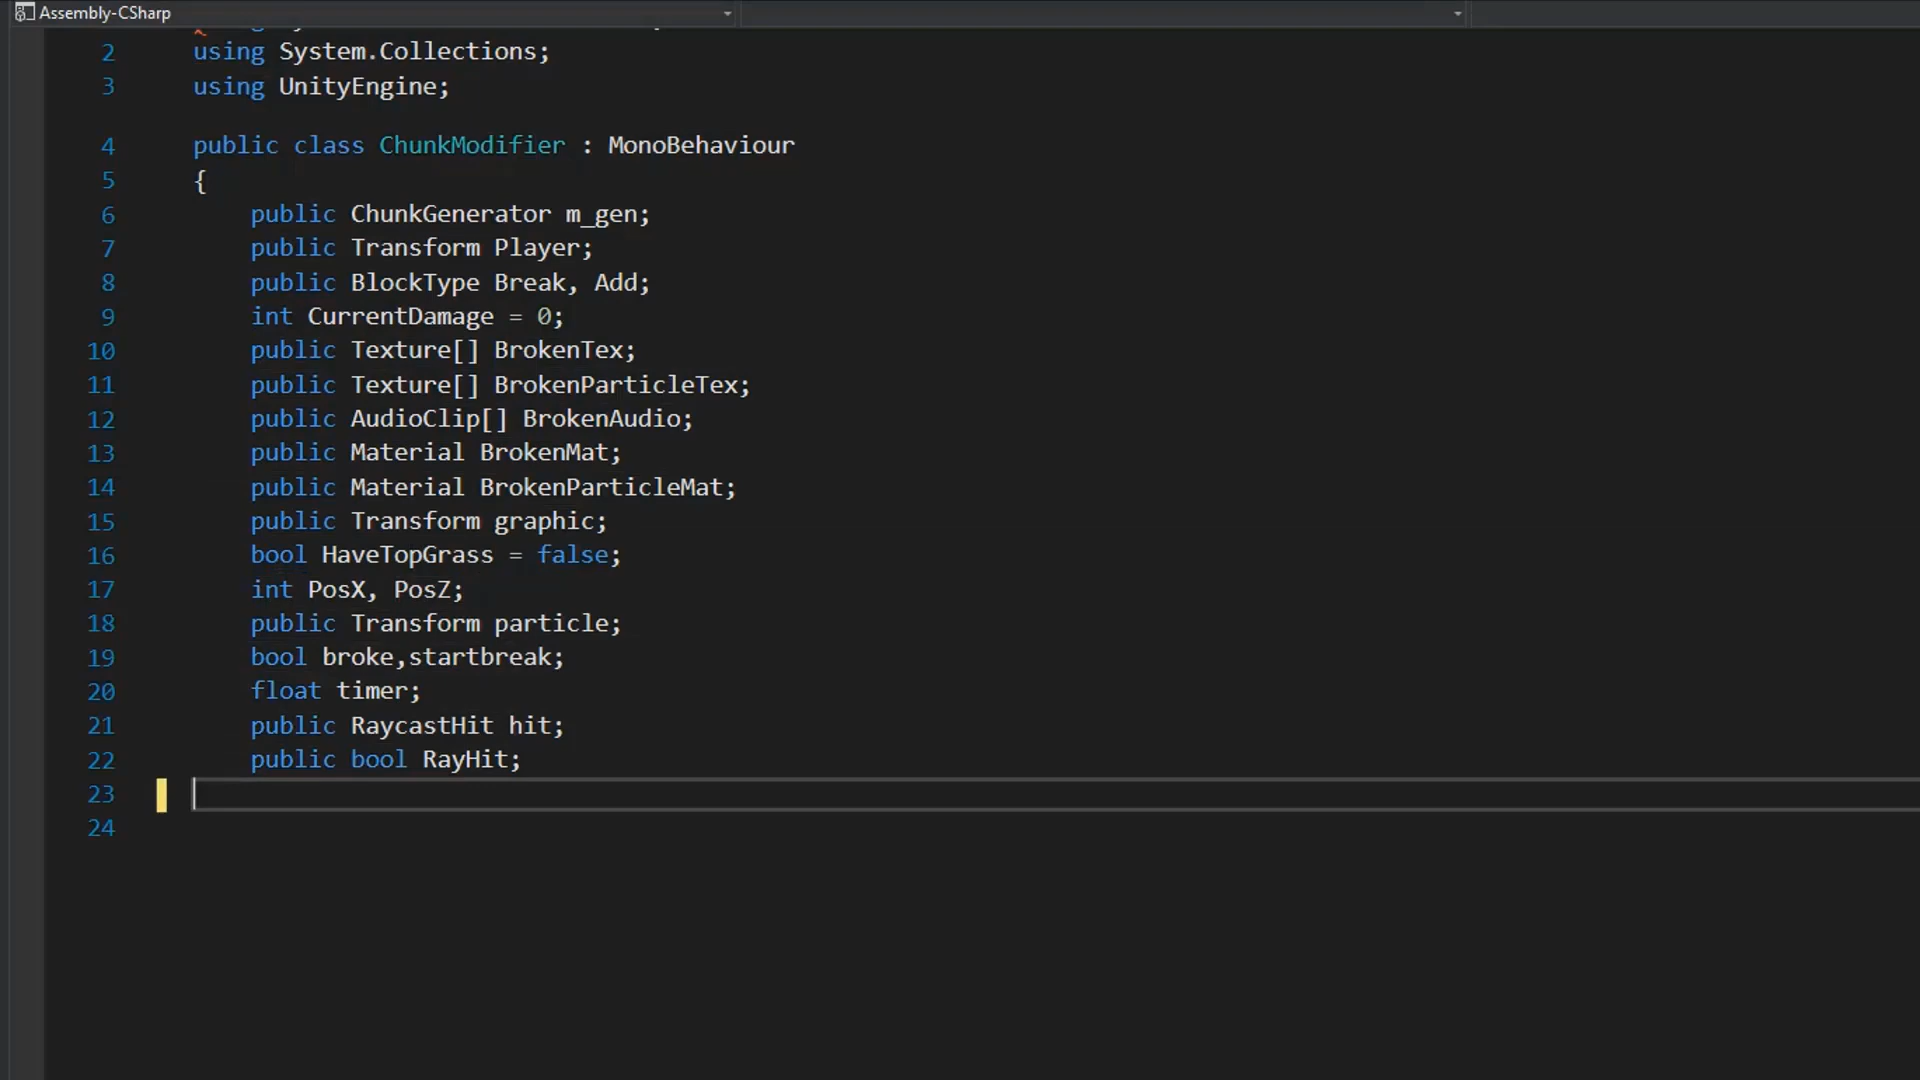 Assembly-CSharp
2 using System.Collections;
3 using UnityEngine;
4 public class ChunkModifier : MonoBehaviour
5 {
6 public ChunkGenerator m_gen;
7 public Transform Player;
8 public BlockType Break, Add;
9 int CurrentDamage = 0;
10 public Texture[] BrokenTex;
11 public Texture[] BrokenParticleTex;
12 public AudioClip[] BrokenAudio;
13 public Material BrokenMat;
14 public Material BrokenParticleMat;
15 public Transform graphic;
16 bool HaveTopGrass = false;
17 int PosX, PosZ;
18 public Transform particle;
19 bool broke,startbreak;
20 float timer;
21 public RaycastHit hit;
22 public bool RayHit;
23
24